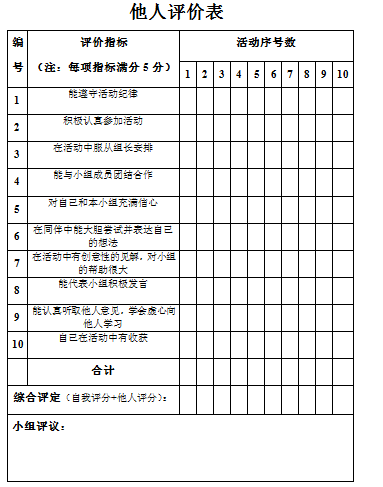 他人评价表
编号
评价指标
（注：每项指标满分 5 分）
活动序号数
1 2 3 4 5 6 7 8 9 10
1 能遵守活动纪律
2 积极认真参加活动
3 在活动中服从组长安排
4 能与小组成员团结合作
5 对自已和本小组充满信心
6 在同伴中能大胆尝试并表达自已
的想法
7 在活动中有创意性的见解，对小组
的帮助很大
8 能代表小组积极发言
9 能认真听取他人意见，学会虚心向
他人学习
10 自已在活动中有收获
合计
综合评定（自我评分+他人评分）：
小组评议：